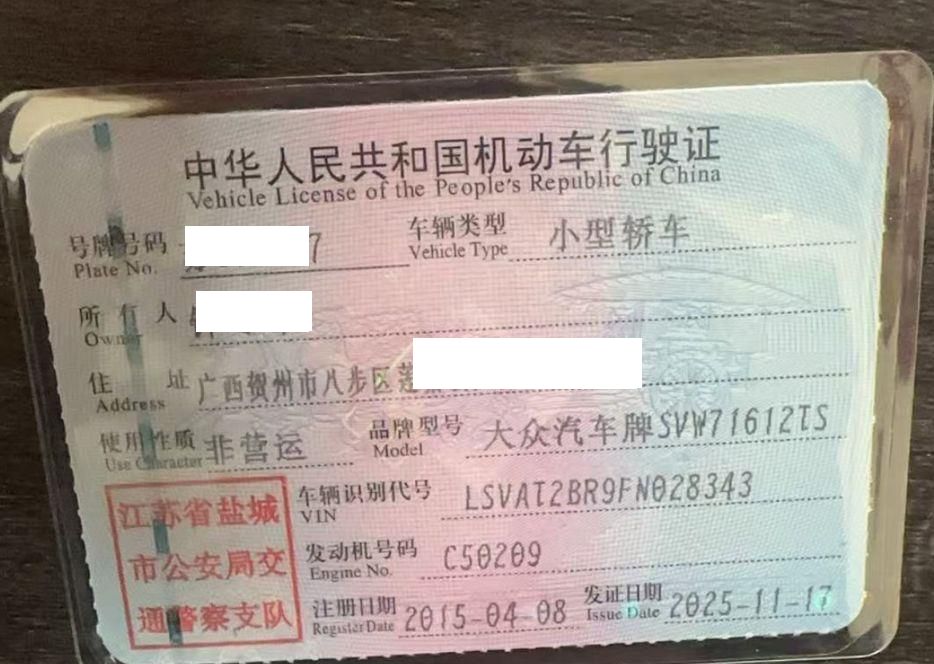 中华人民共和国机动车行驶证
Vehicle License of the People's Republic of China
号牌号码 7 车辆类型 小型轿车
Plate No. Vehicle Type
所有人
Owner
住址 广西贺州市八步区
Address
使用性质 非营运 品牌型号 大众汽车牌SVW71612TS
Use Character Model
江苏省盐城
市公安局交
通警察支队
车辆识别代号 LSVAT2BR9FN028343
VIN
发动机号码 C50209
Engine No.
注册日期 2015-04-08 发证日期 2025-11-17
Register Date Issue Date